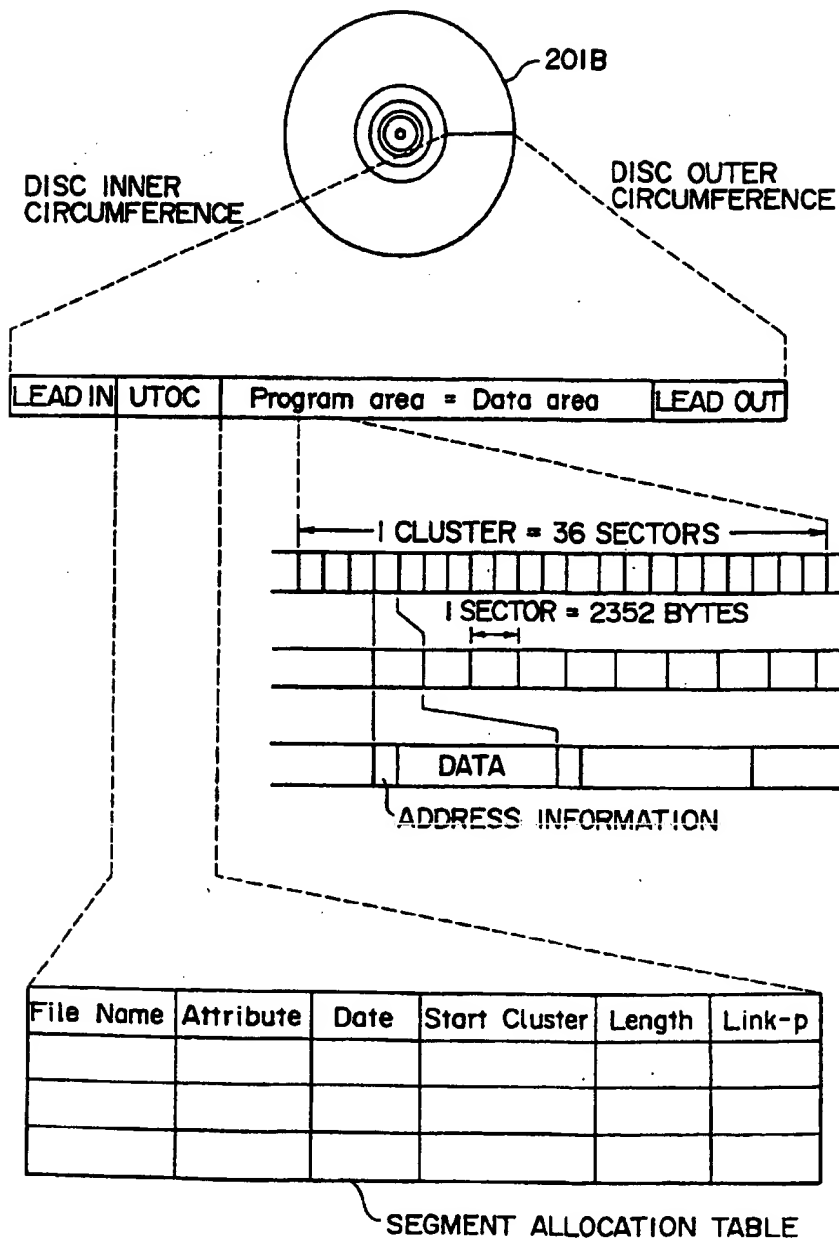 201B
DISC INNER
CIRCUMFERENCE
DISC OUTER
CIRCUMFERENCE
LEAD IN UTOC Program area = Data area LEAD OUT
1 CLUSTER = 36 SECTORS
1 SECTOR = 2352 BYTES
DATA
ADDRESS INFORMATION
File Name Attribute Date Start Cluster Length Link-p
SEGMENT ALLOCATION TABLE